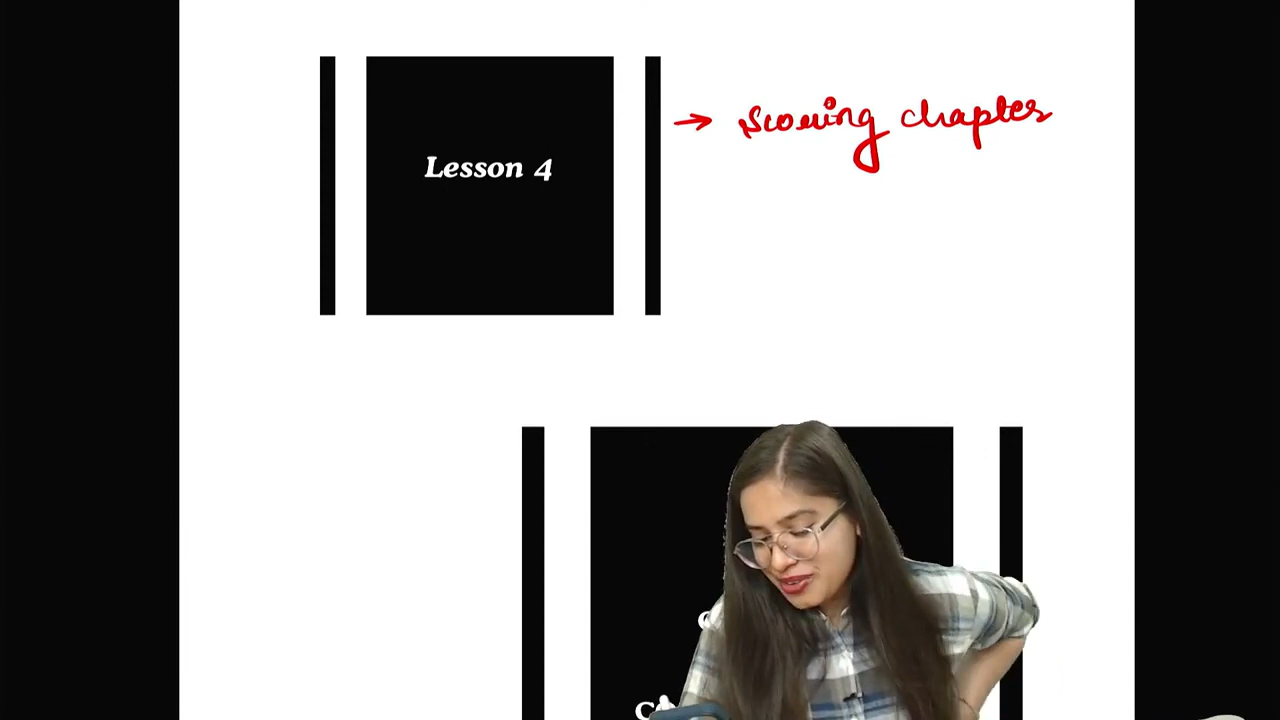 Lesson 4
→ Scoring chapter